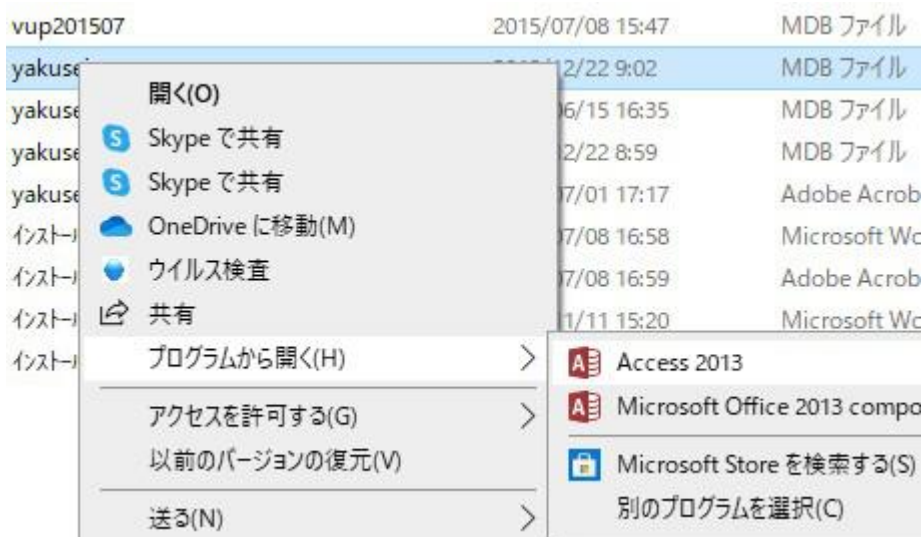 vup201507 2015/07/08 15:47 MDB ファイル
yakusei 12/22 9:02 MDB ファイル
開く(O)
yakuse 06/15 16:35 MDB ファイル
Skype で共有
yakuse 12/22 8:59 MDB ファイル
Skype で共有
yakuse 07/01 17:17 Adobe Acrob
OneDrive に移動(M)
インストール 07/08 16:58 Microsoft Wo
ウイルス検査
インストール 07/08 16:59 Adobe Acrob
共有
インストール 11/11 15:20 Microsoft Wo
プログラムから開く(H)
インストール
Access 2013
アクセスを許可する(G)
Microsoft Office 2013 compo
以前のバージョンの復元(V)
Microsoft Store を検索する(S)
送る(N)
別のプログラムを選択(C)